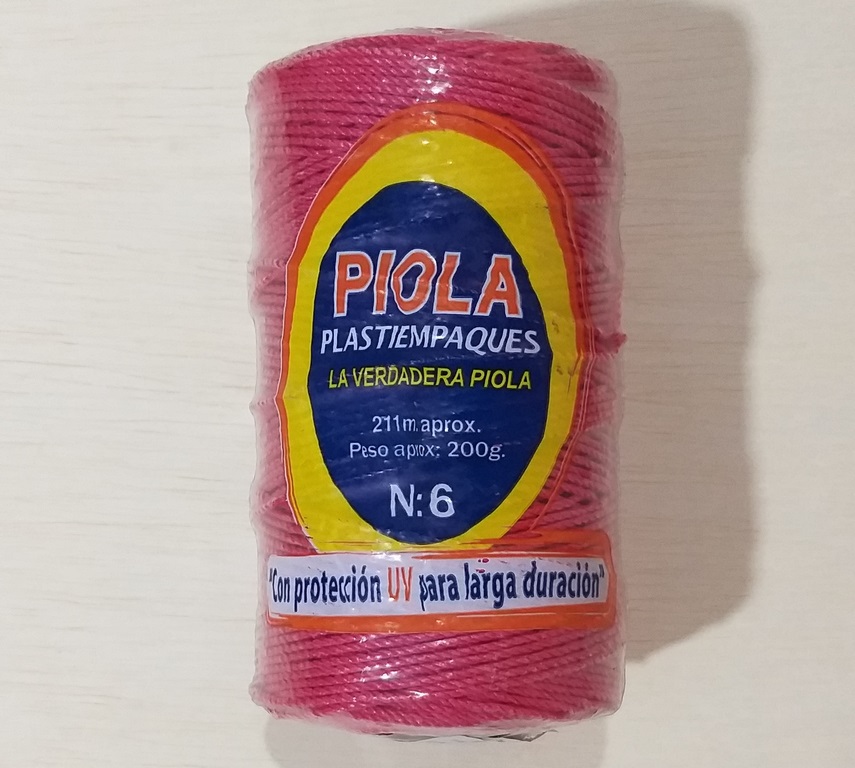 PIOLA
PLASTIEMPAQUES
LA VERDADERA PIOLA
211m.aprox.
Peso aprox: 200g.
N:6
"Con protección UV para larga duración"